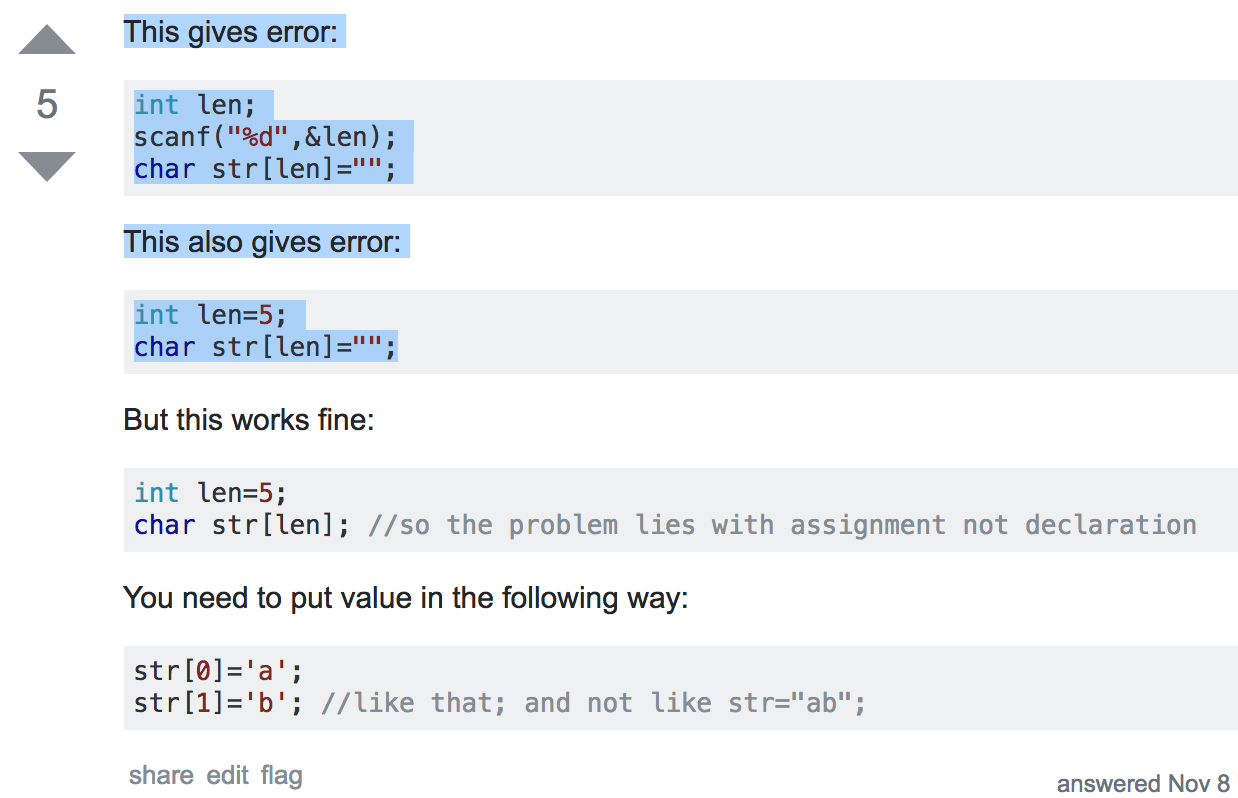 This gives error:
5
int len;
scanf("%d",&len);
char str[len]="";
This also gives error:
int len=5;
char str[len]="";
But this works fine:
int len=5;
char str[len]; //so the problem lies with assignment not declaration
You need to put value in the following way:
str[0]='a';
str[1]='b'; //like that; and not like str="ab";
share edit flag
answered Nov 8